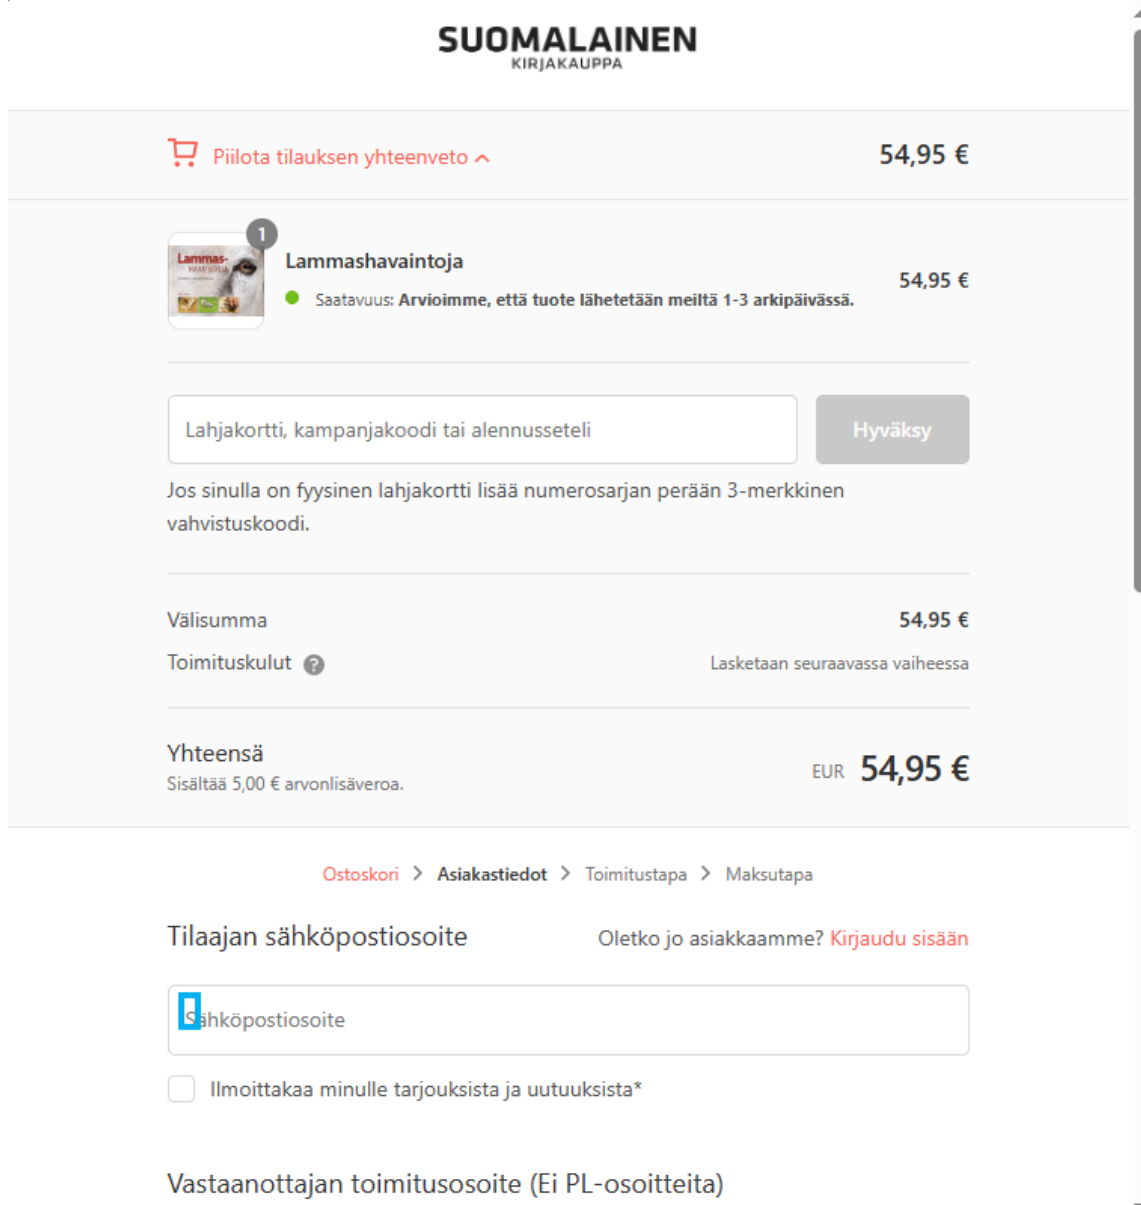 SUOMALAINEN
KIRJAKAUPPA
Piilota tilauksen yhteenveto
54,95 €
1
Lammas-
Lammashavaintoja
54,95 €
Saatavuus: Arvioimme, että tuote lähetetään meiltä 1-3 arkipäivässä.
Lahjakortti, kampanjakoodi tai alennusseteli
Hyväksy
Jos sinulla on fyysinen lahjakortti lisää numerosarjan perään 3-merkkinen
vahvistuskoodi.
Välisumma
54,95 €
Toimituskulut ?
Lasketaan seuraavassa vaiheessa
Yhteensä
EUR 54,95 €
Sisältää 5,00 € arvonlisäveroa.
Ostoskori > Asiakastiedot > Toimitustapa > Maksutapa
Tilaajan sähköpostiosoite
Oletko jo asiakkaamme? Kirjaudu sisään
Sähköpostiosoite
Ilmoittakaa minulle tarjouksista ja uutuuksista*
Vastaanottajan toimitusosoite (Ei PL-osoitteita)